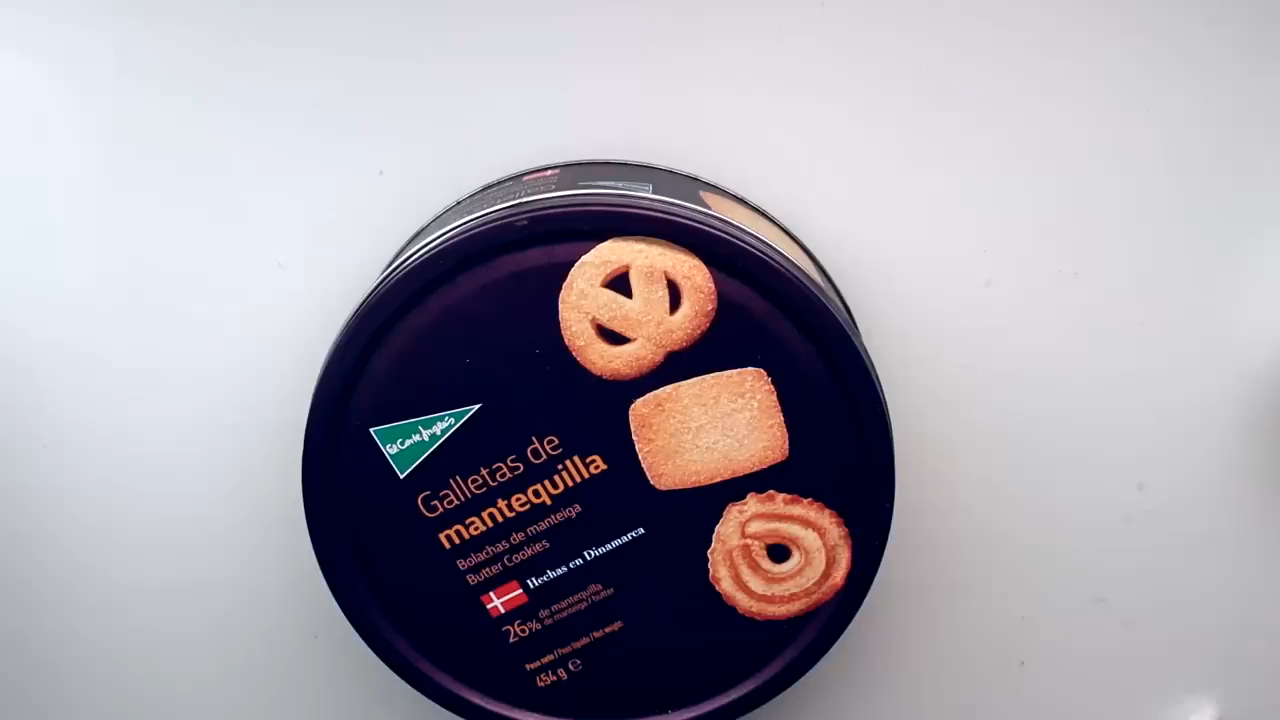 El Corte Inglés
Galletas de
mantequilla
Bolachas de manteiga
Butter Cookies
Hechas en Dinamarca
26% de mantequilla
de manteiga / butter
Peso neto / Peso líquido / Net weight:
454 g ℮
Galletas